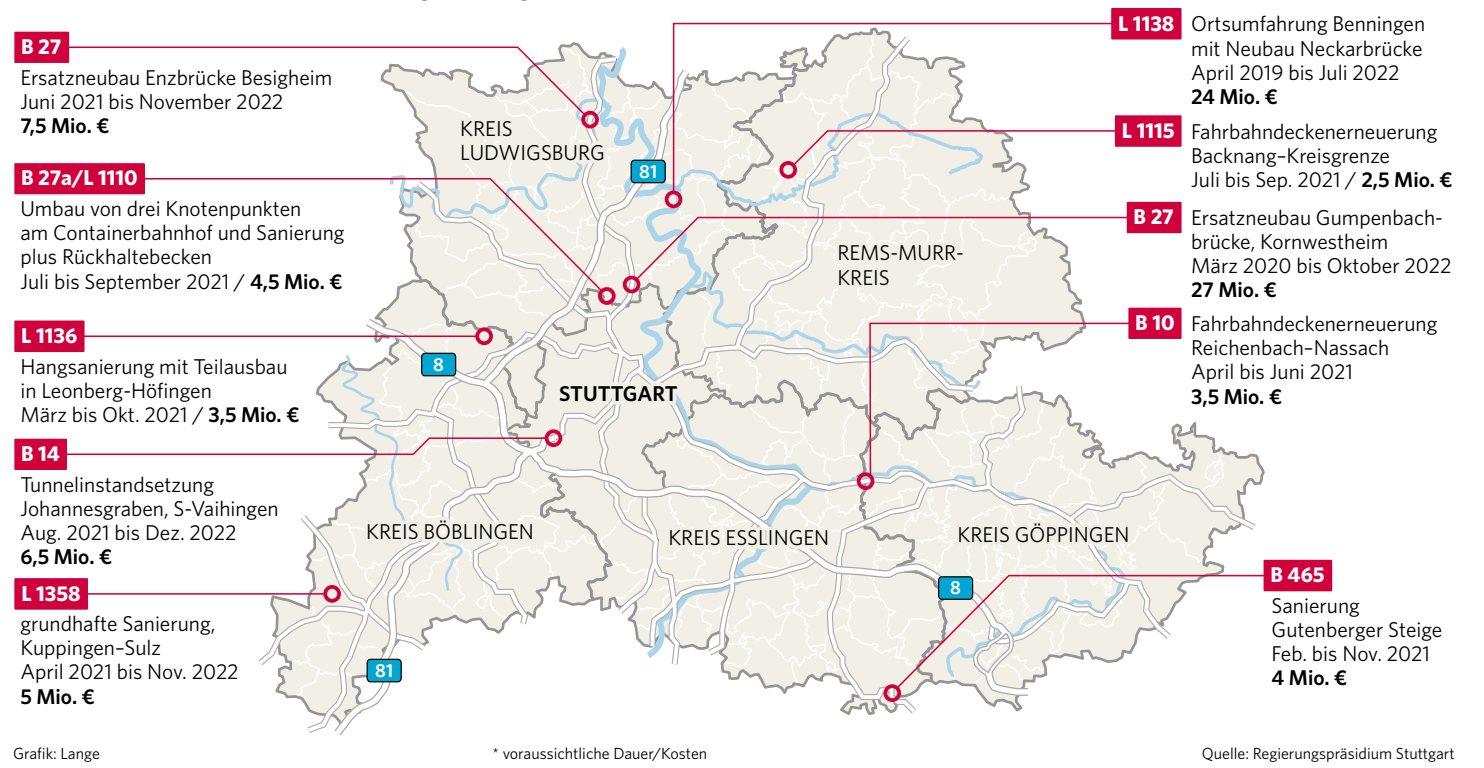 B 27
Ersatzneubau Enzbrücke Besigheim
Juni 2021 bis November 2022
7,5 Mio. €
B 27a/L 1110
Umbau von drei Knotenpunkten
am Containerbahnhof und Sanierung
plus Rückhaltebecken
Juli bis September 2021 / 4,5 Mio. €
L 1136
Hangsanierung mit Teilausbau
in Leonberg-Höfingen
März bis Okt. 2021 / 3,5 Mio. €
B 14
Tunnelinstandsetzung
Johannesgraben, S-Vaihingen
Aug. 2021 bis Dez. 2022
6,5 Mio. €
L 1358
grundhafte Sanierung,
Kuppingen–Sulz
April 2021 bis Nov. 2022
5 Mio. €
KREIS
LUDWIGSBURG
81
REMS-MURR-
KREIS
8
STUTTGART
KREIS BÖBLINGEN
KREIS ESSLINGEN
KREIS GÖPPINGEN
8
81
L 1138
Ortsumfahrung Benningen
mit Neubau Neckarbrücke
April 2019 bis Juli 2022
24 Mio. €
L 1115
Fahrbahndeckenerneuerung
Backnang–Kreisgrenze
Juli bis Sep. 2021 / 2,5 Mio. €
B 27
Ersatzneubau Gumpenbach-
brücke, Kornwestheim
März 2020 bis Oktober 2022
27 Mio. €
B 10
Fahrbahndeckenerneuerung
Reichenbach–Nassach
April bis Juni 2021
3,5 Mio. €
B 465
Sanierung
Gutenberger Steige
Feb. bis Nov. 2021
4 Mio. €
Grafik: Lange
* voraussichtliche Dauer/Kosten
Quelle: Regierungspräsidium Stuttgart